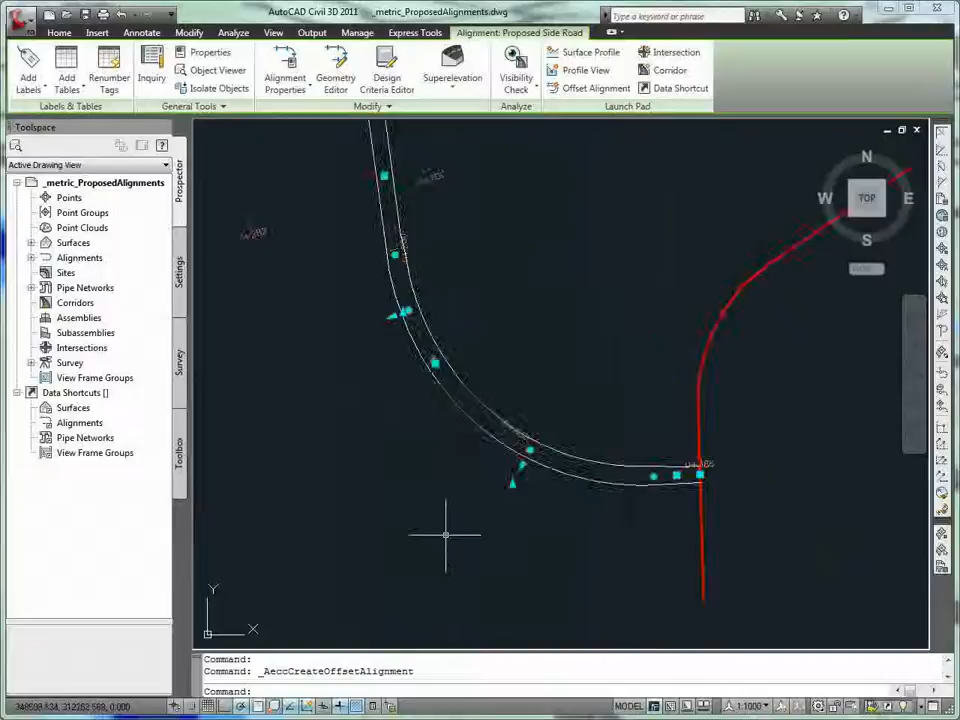 AutoCAD Civil 3D 2011 _metric_ProposedAlignments.dwg
Type a keyword or phrase
Home Insert Annotate Modify Analyze View Output Manage Express Tools Alignment: Proposed Side Road
Add Labels
Add Tables
Renumber Tags
Inquiry
Properties
Object Viewer
Isolate Objects
Alignment Properties
Geometry Editor
Design Criteria Editor
Superelevation
Visibility Check
Surface Profile
Profile View
Offset Alignment
Intersection
Corridor
Data Shortcut
Labels & Tables
General Tools
Modify
Analyze
Launch Pad
Toolspace
Active Drawing View
_metric_ProposedAlignments
Points
Point Groups
Point Clouds
Surfaces
Alignments
Sites
Pipe Networks
Corridors
Assemblies
Subassemblies
Intersections
Survey
View Frame Groups
Data Shortcuts []
Surfaces
Alignments
Pipe Networks
View Frame Groups
Prospector
Settings
Survey
Toolbox
N
W TOP E
S
Y
X
Command:
Command: _AeccCreateOffsetAlignment
Command:
MODEL
1:1000